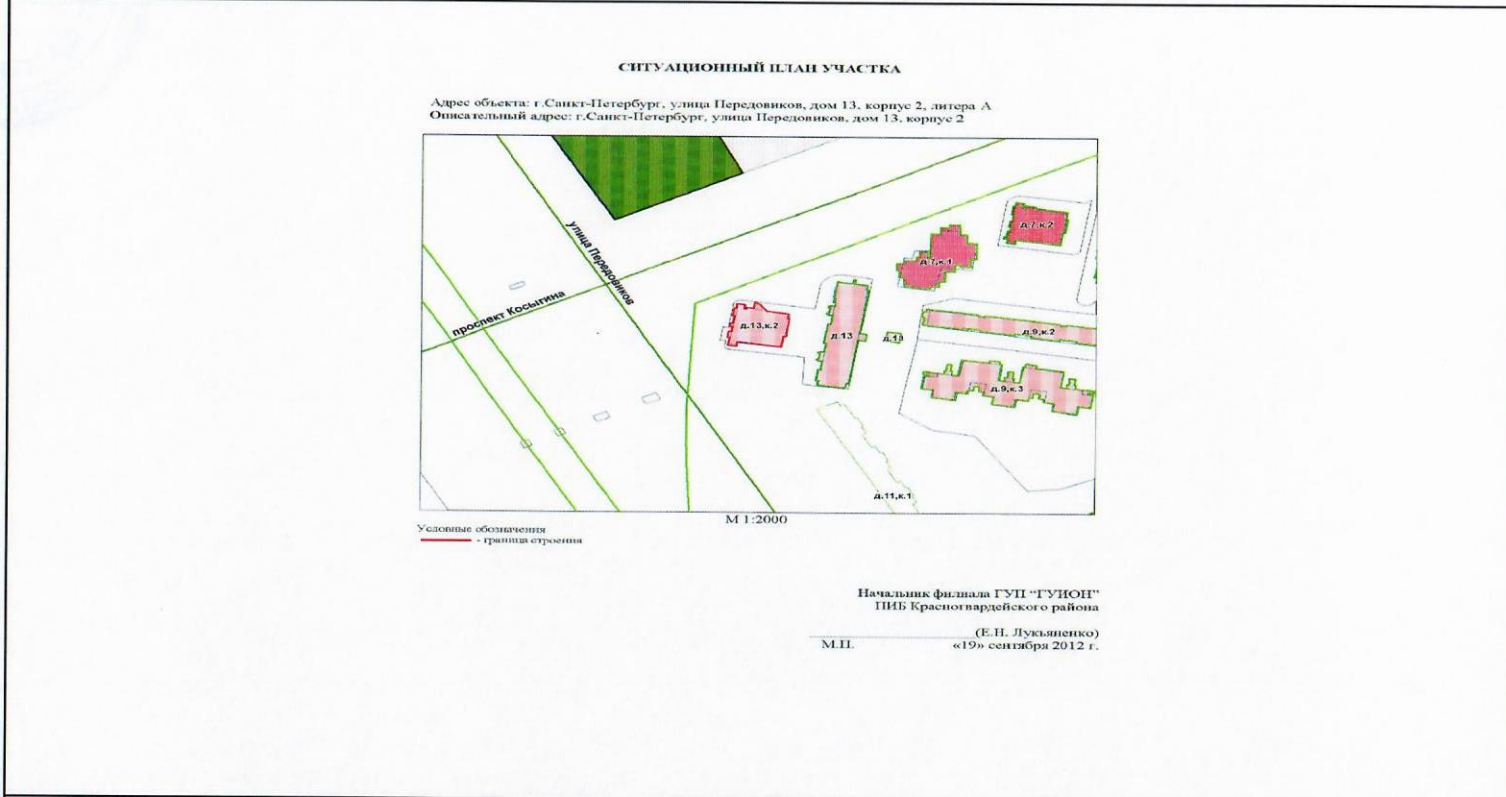 СИТУАЦИОННЫЙ ПЛАН УЧАСТКА
Адрес объекта: г.Санкт-Петербург, улица Передовиков, дом 13, корпус 2, литера А
Описательный адрес: г.Санкт-Петербург, улица Передовиков, дом 13, корпус 2
улица Передовиков
проспект Косыгина
д.7,к.2
д.7,к.1
д.13,к.2
д.13
д.13
д.9,к.2
д.9,к.3
д.11,к.1
М 1:2000
Условные обозначения
- граница строения
Начальник филиала ГУП "ГУИОН"
ПИБ Красногвардейского района
(Е.Н. Лукьяненко)
М.П. «19» сентября 2012 г.